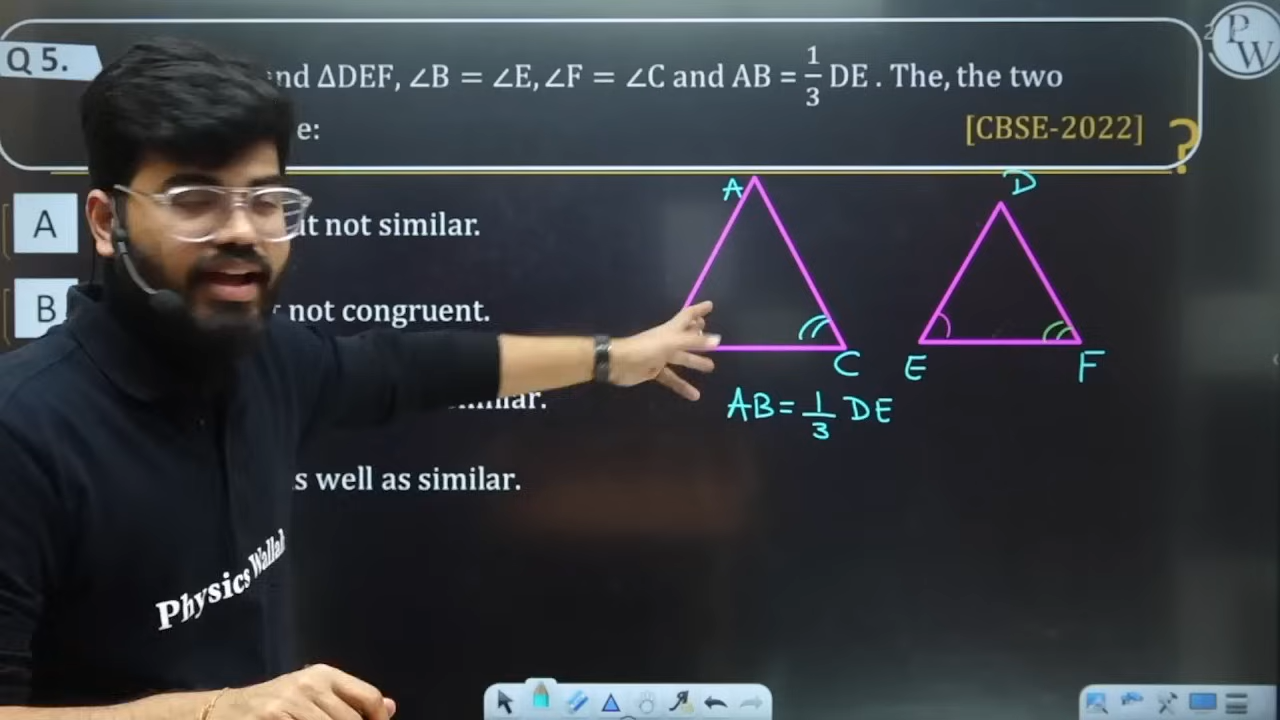 Q 5.
nd ΔDEF, ∠B = ∠E, ∠F = ∠C and AB = 1/3 DE . The, the two
e:
[CBSE-2022]
?
PW
A
not similar.
B
not congruent.
s well as similar.
A
D
C
E
F
AB = 1/3 DE
Physics Wallah